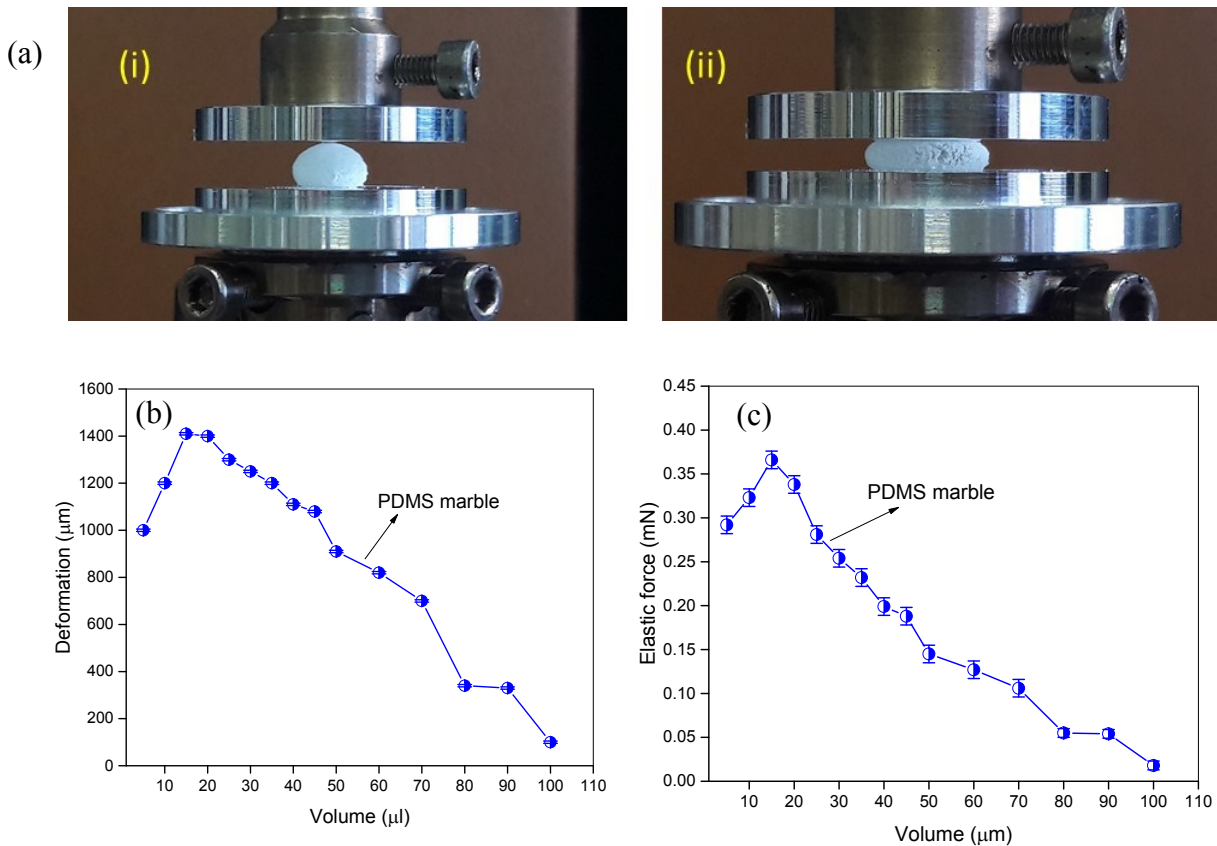 (a)
(i)
(ii)
(b)
1600
1400
1200
1000
800
600
400
200
0
Deformation (μm)
PDMS marble
10 20 30 40 50 60 70 80 90 100 110
Volume (μl)
(c)
0.45
0.40
0.35
0.30
0.25
0.20
0.15
0.10
0.05
0.00
Elastic force (mN)
PDMS marble
10 20 30 40 50 60 70 80 90 100 110
Volume (μm)